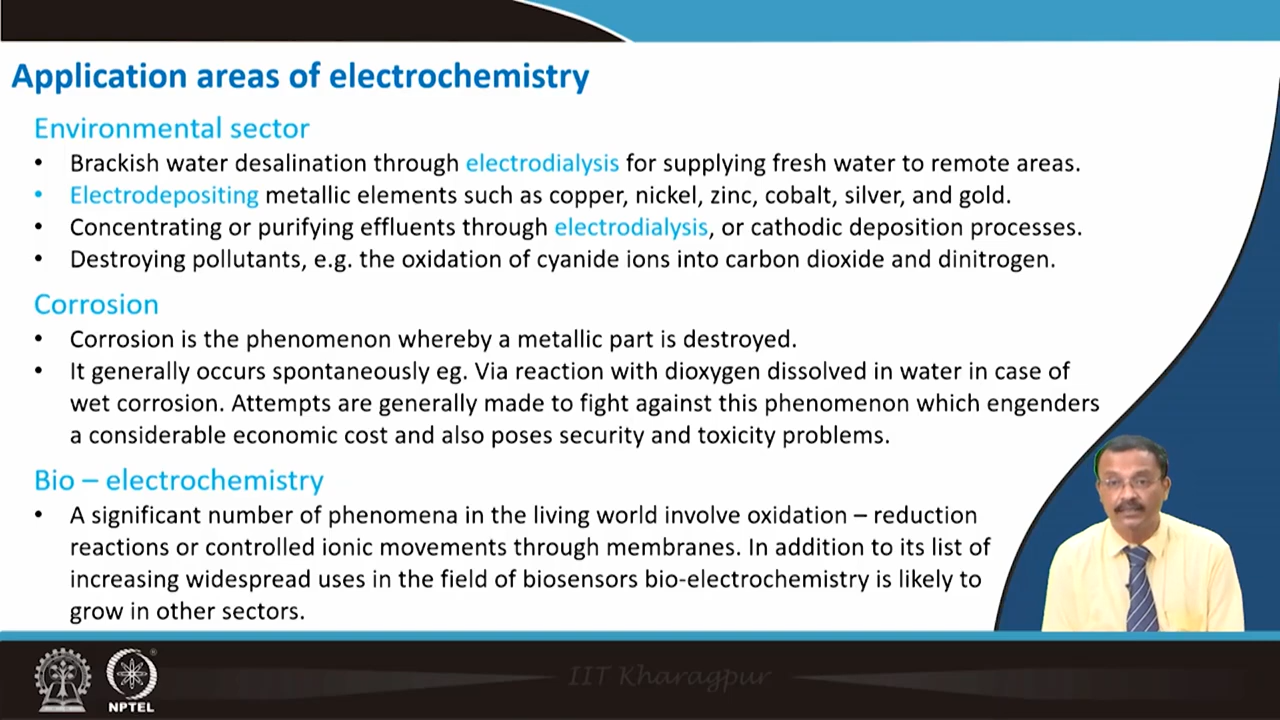 Application areas of electrochemistry
Environmental sector
• Brackish water desalination through electrodialysis for supplying fresh water to remote areas.
• Electrodepositing metallic elements such as copper, nickel, zinc, cobalt, silver, and gold.
• Concentrating or purifying effluents through electrodialysis, or cathodic deposition processes.
• Destroying pollutants, e.g. the oxidation of cyanide ions into carbon dioxide and dinitrogen.
Corrosion
• Corrosion is the phenomenon whereby a metallic part is destroyed.
• It generally occurs spontaneously eg. Via reaction with dioxygen dissolved in water in case of
wet corrosion. Attempts are generally made to fight against this phenomenon which engenders
a considerable economic cost and also poses security and toxicity problems.
Bio – electrochemistry
• A significant number of phenomena in the living world involve oxidation – reduction
reactions or controlled ionic movements through membranes. In addition to its list of
increasing widespread uses in the field of biosensors bio-electrochemistry is likely to
grow in other sectors.
IIT Kharagpur
NPTEL